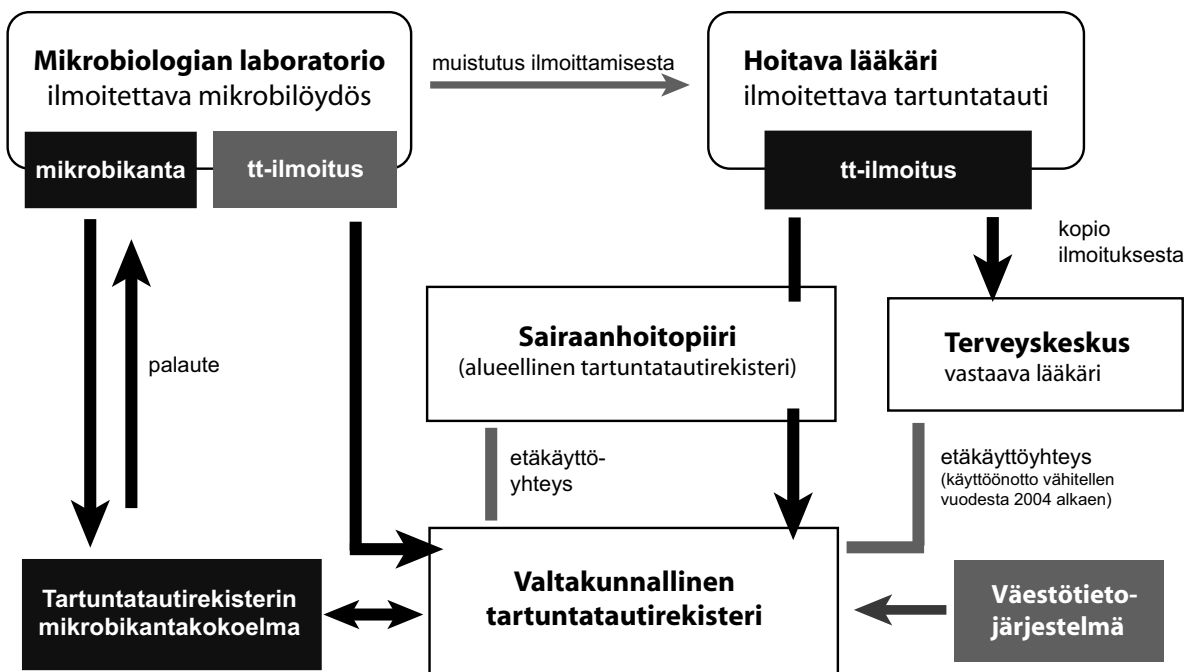 Mikrobiologian laboratorio
ilmoitettava mikrobilöydös
mikrobikanta
tt-ilmoitus
muistutus ilmoittamisesta
Hoitava lääkäri
ilmoitettava tartuntatauti
tt-ilmoitus
kopio
ilmoituksesta
palaute
Sairaanhoitopiiri
(alueellinen tartuntatautirekisteri)
Terveyskeskus
vastaava lääkäri
etäkäyttö-
yhteys
etäkäyttöyhteys
(käyttöönotto vähitellen
vuodesta 2004 alkaen)
Tartuntatautirekisterin
mikrobikantakokoelma
Valtakunnallinen
tartuntatautirekisteri
Väestötieto-
järjestelmä